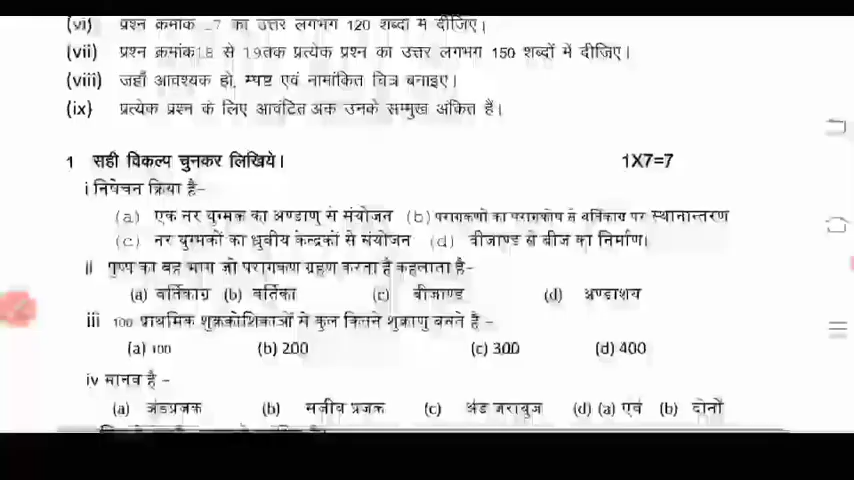 (vi) प्रश्न क्रमांक 7 का उत्तर लगभग 120 शब्दों में दीजिए।
(vii) प्रश्न क्रमांक18 से 19तक प्रत्येक प्रश्न का उत्तर लगभग 150 शब्दों में दीजिए।
(viii) जहाँ आवश्यक हो, स्पष्ट एवं नामांकित चित्र बनाइए।
(ix) प्रत्येक प्रश्न के लिए आवंटित अंक उनके सम्मुख अंकित हैं।
1 सही विकल्प चुनकर लिखिये। 1X7=7
i निषेचन क्रिया है-
(a) एक नर युग्मक का अण्डाणु से संयोजन (b) परागकणों का परागकोष से वर्तिकाग्र पर स्थानान्तरण
(c) नर युग्मकों का ध्रुवीय केन्द्रकों से संयोजन (d) बीजाण्ड से बीज का निर्माण।
ii पुष्प का वह भाग जो परागकण ग्रहण करता है कहलाता है-
(a) वर्तिकाग्र (b) वर्तिका (c) बीजाण्ड (d) अण्डाशय
iii 100 प्राथमिक शुक्रकोशिकाओं से कुल कितने शुक्राणु बनते है -
(a) 100 (b) 200 (c) 300 (d) 400
iv मानव है -
(a) अंडप्रजक (b) सजीव प्रजक (c) अंड जरायुज (d) (a) एवं (b) दोनों